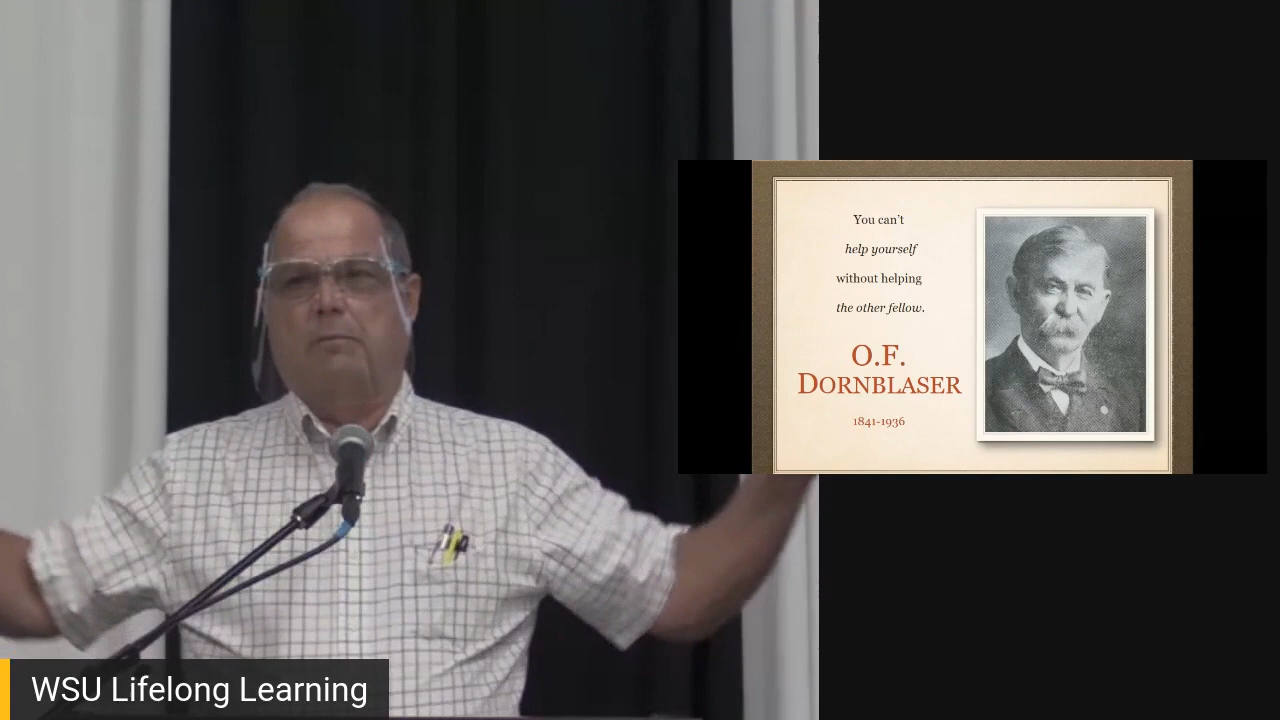 You can't
help yourself
without helping
the other fellow.
O.F.
DORNBLASER
1841-1936
WSU Lifelong Learning